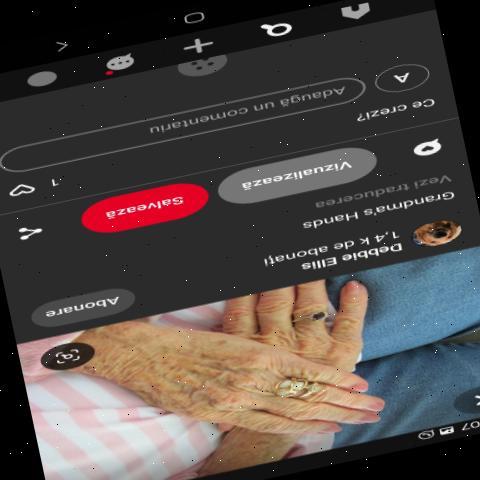 07
Debbie Ellis
1,4 k de abonați
Abonare
Grandma's Hands
Vezi traducerea
Vizualizează
Salvează
1
Ce crezi?
A
Adaugă un comentariu